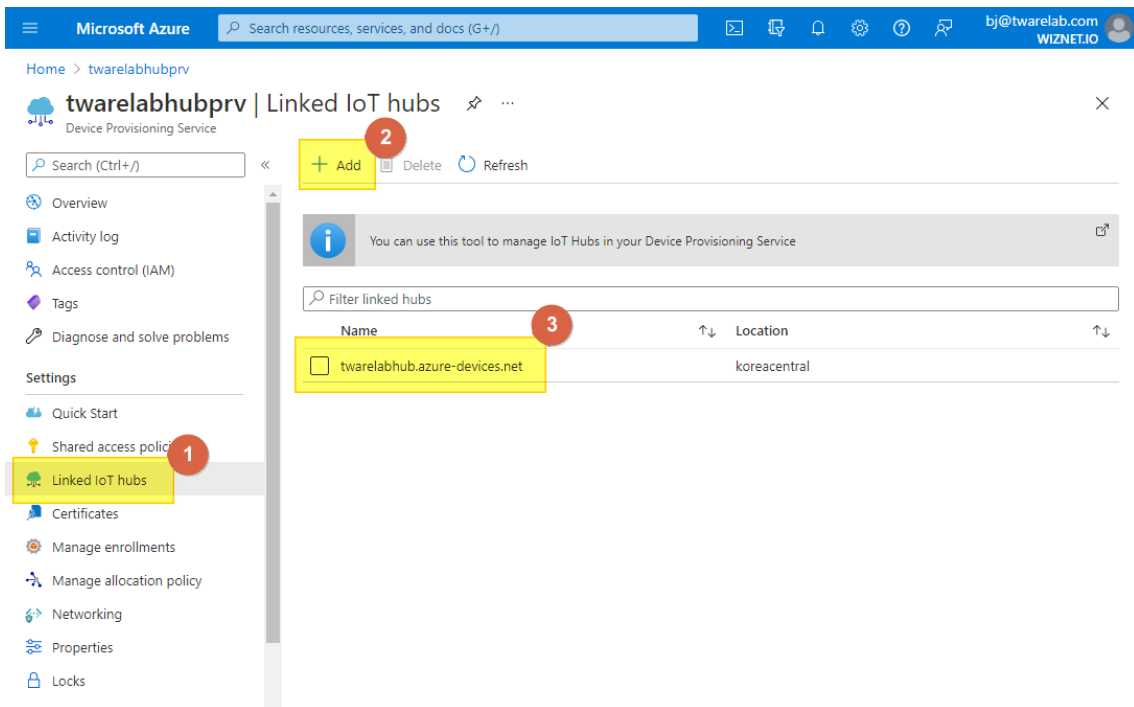 Microsoft Azure
Search resources, services, and docs (G+/)
bj@twarelab.com
WIZNET.IO
Home > twarelabhubprv
twarelabhubprv | Linked IoT hubs
Device Provisioning Service
2
Search (Ctrl+/)
«
+ Add
Delete
Refresh
Overview
Activity log
Access control (IAM)
Tags
Diagnose and solve problems
Settings
Quick Start
Shared access polic
1
Linked IoT hubs
Certificates
Manage enrollments
Manage allocation policy
Networking
Properties
Locks
You can use this tool to manage IoT Hubs in your Device Provisioning Service
Filter linked hubs
3
Name
Location
twarelabhub.azure-devices.net
koreacentral